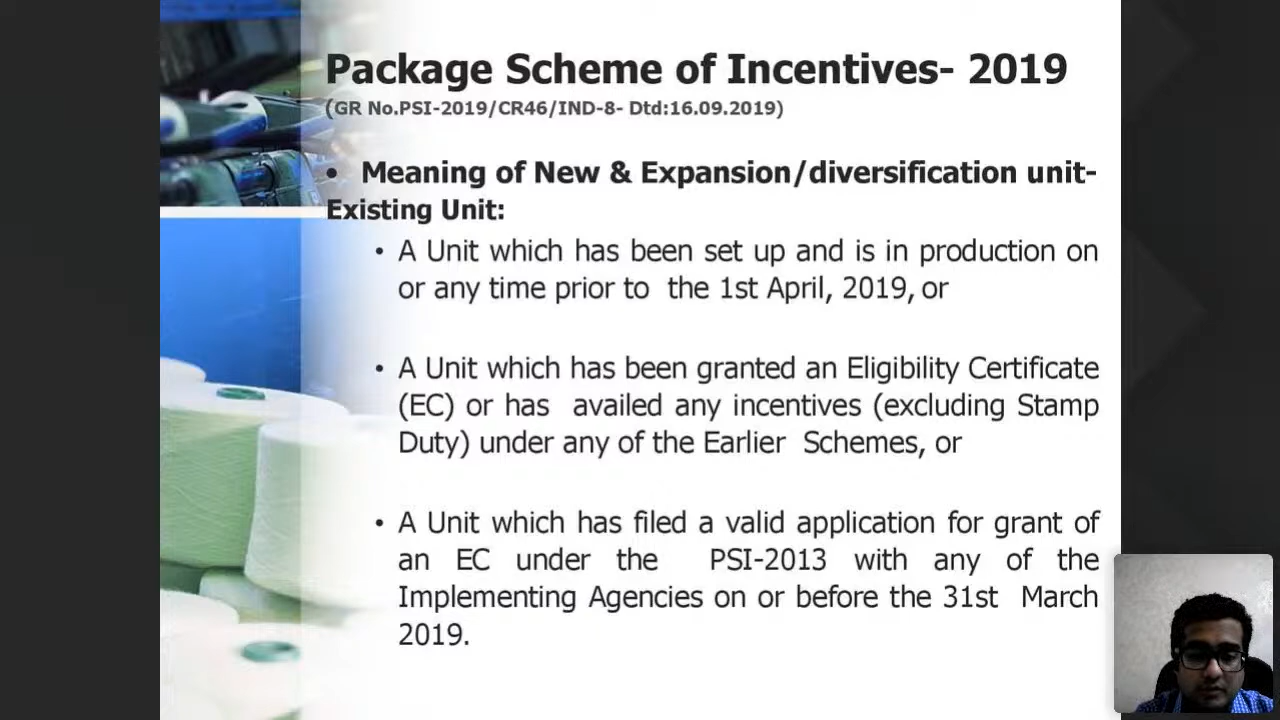 Package Scheme of Incentives- 2019
(GR No.PSI-2019/CR46/IND-8- Dtd:16.09.2019)
• Meaning of New & Expansion/diversification unit-
Existing Unit:
• A Unit which has been set up and is in production on
or any time prior to the 1st April, 2019, or
• A Unit which has been granted an Eligibility Certificate
(EC) or has availed any incentives (excluding Stamp
Duty) under any of the Earlier Schemes, or
• A Unit which has filed a valid application for grant of
an EC under the PSI-2013 with any of the
Implementing Agencies on or before the 31st March
2019.